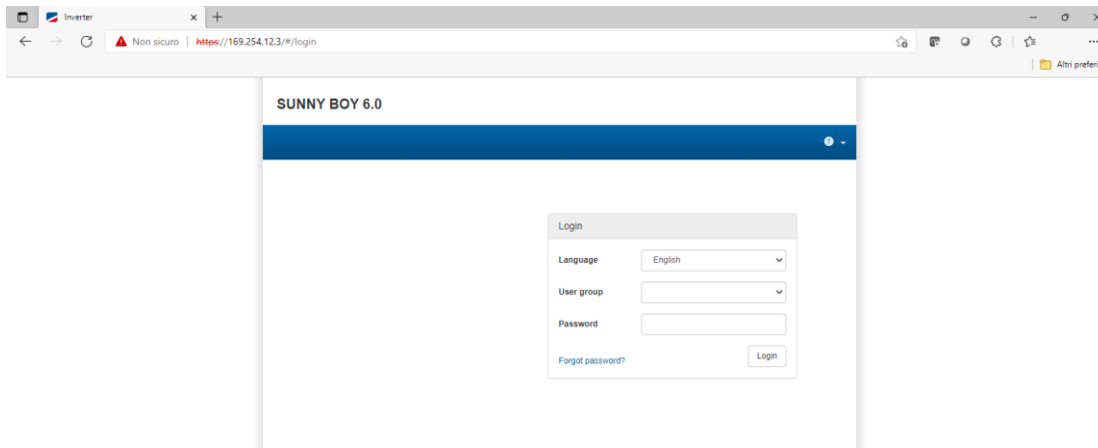 Inverter
Non sicuro | https://169.254.12.3/#/login
Altri preferi
SUNNY BOY 6.0
Login
Language English
User group
Password
Forgot password? Login